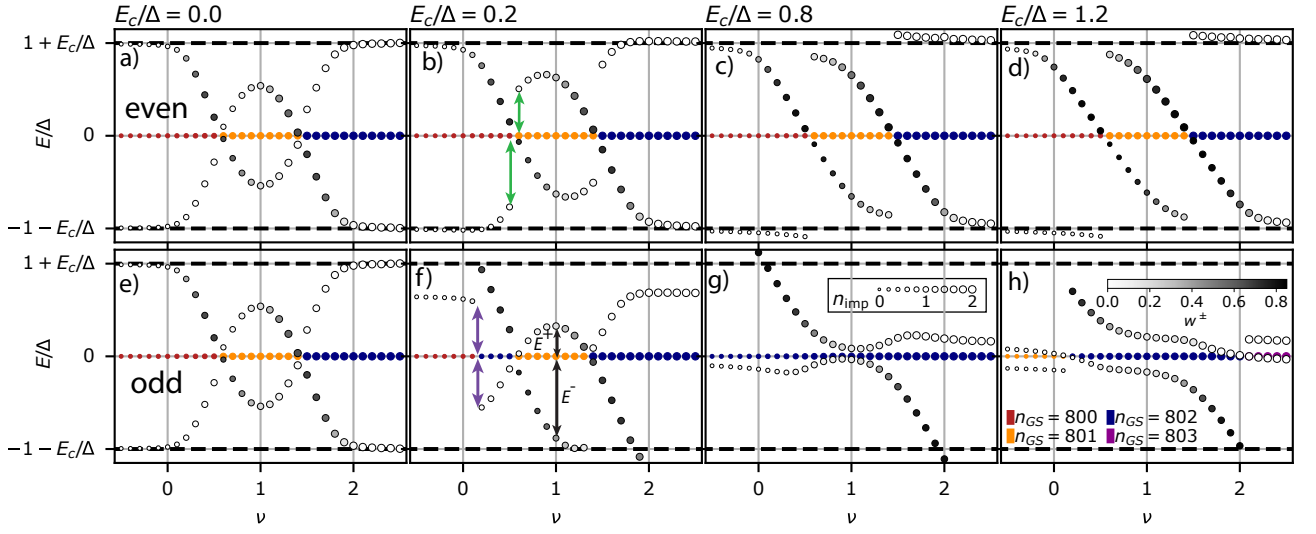 E_c/Δ = 0.0 E_c/Δ = 0.2 E_c/Δ = 0.8 E_c/Δ = 1.2
1 + E_c/Δ
a) b) c) d)
even
E/Δ
0
−1 − E_c/Δ
1 + E_c/Δ
e) f) g) h)
n_imp 0 1 2
0.0 0.2 0.4 0.6 0.8
w^±
E^+
E/Δ
0
odd
E^-
n_GS = 800 n_GS = 802
n_GS = 801 n_GS = 803
−1 − E_c/Δ
0 1 2 0 1 2 0 1 2 0 1 2
ν ν ν ν